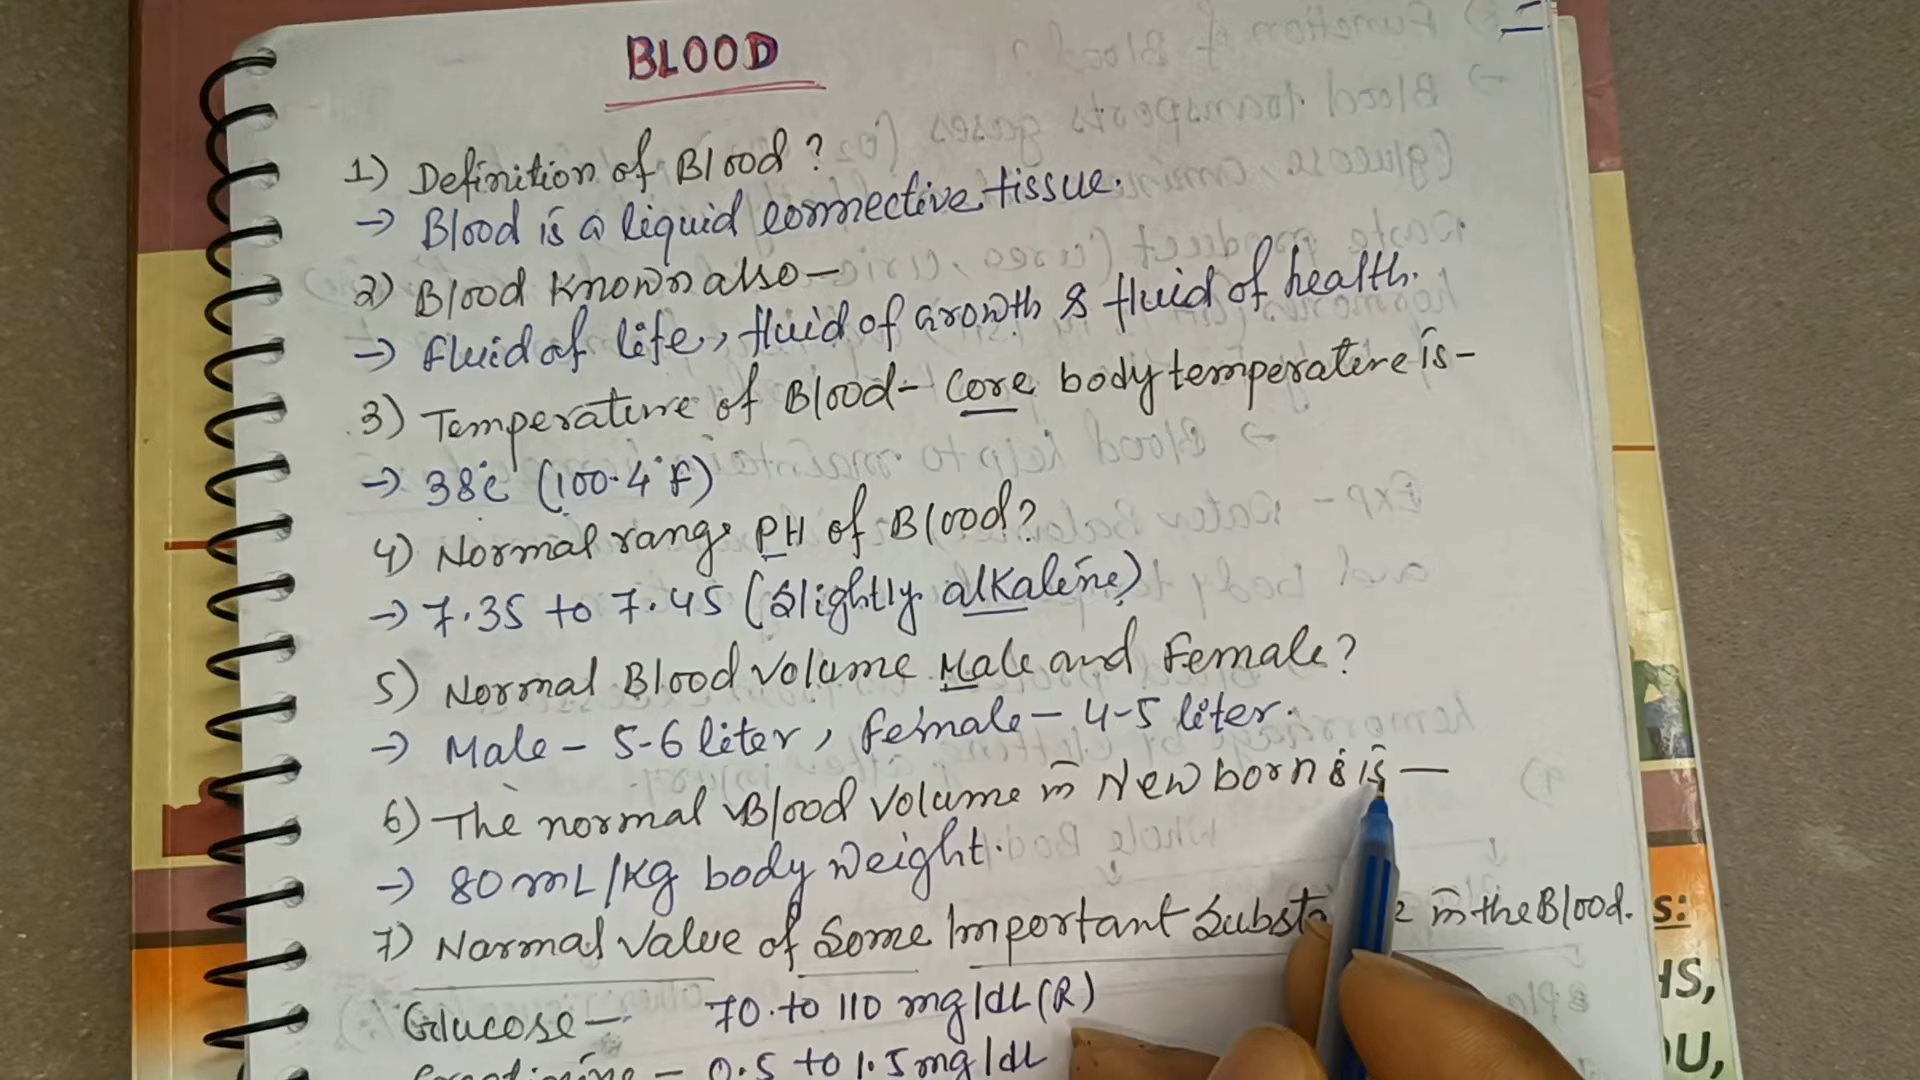 BLOOD
1) Definition of Blood?
→ Blood is a liquid connective tissue.
2) Blood Known also –
→ fluid of life, fluid of Growth & fluid of health.
3) Temperature of Blood – Core body temperature is –
→ 38°c (100.4°F)
4) Normal range PH of Blood?
→ 7.35 to 7.45 (Slightly alkaline)
5) Normal Blood Volume Male and Female?
→ Male – 5-6 liter, female – 4-5 liter.
6) The normal Blood Volume in New born s is –
→ 80 mL/Kg body Weight.
7) Normal Value of Some Important in the Blood.
Glucose – 70 to 110 mg/dL (R)
– 0.5 to 1.5 mg/dL
s:
HS,
OU,